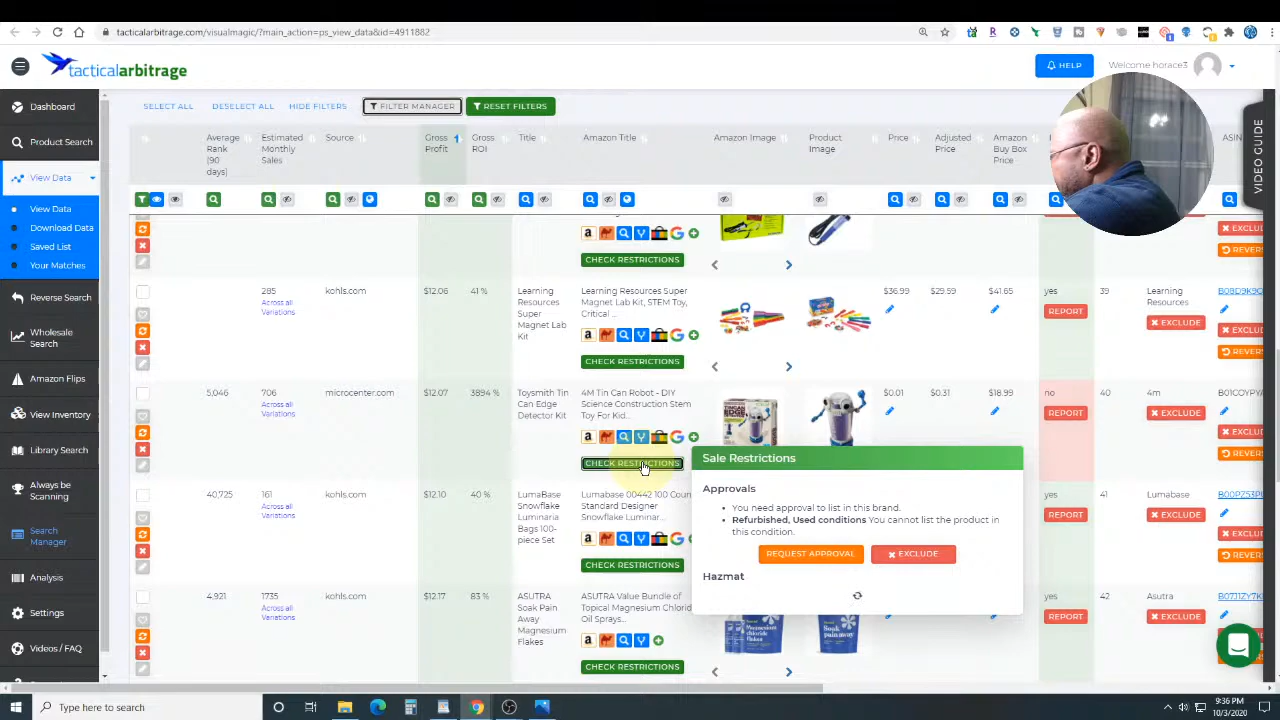 tacticalarbitrage.com/visualmagic/?main_action=ps_view_data&id=4911882
tacticalarbitrage
HELP
Welcome horace3
VIDEO GUIDE
Dashboard
Product Search
View Data
View Data
Download Data
Saved List
Your Matches
Reverse Search
Wholesale
Search
Amazon Flips
View Inventory
Library Search
Always be
Scanning
Search
Manager
Analysis
Settings
Videos / FAQ
SELECT ALL
DESELECT ALL
HIDE FILTERS
FILTER MANAGER
RESET FILTERS
Average
Rank
(90
days)
Estimated
Monthly
Sales
Source
Gross
Profit
Gross
ROI
Title
Amazon Title
Amazon Image
Product
Image
Price
Adjusted
Price
Amazon
Buy Box
Price
ASIN
CHECK RESTRICTIONS
285
Across all
Variations
kohls.com
$12.06
41 %
Learning
Resources
Super
Magnet Lab
Kit
Learning Resources Super
Magnet Lab Kit, STEM Toy,
Critical ...
CHECK RESTRICTIONS
$36.99
$29.59
$41.65
yes
REPORT
39
Learning
Resources
EXCLUDE
B08D9K9G
5,046
706
Across all
Variations
microcenter.com
$12.07
3894 %
Toysmith Tin
Can Edge
Detector Kit
4M Tin Can Robot - DIY
Science Construction Stem
Toy For Kid...
CHECK RESTRICTIONS
$0.01
$0.31
$18.99
no
REPORT
40
4m
EXCLUDE
B01COYPYA
Sale Restrictions
Approvals
You need approval to list in this brand.
Refurbished, Used conditions You cannot list the product in
this condition.
REQUEST APPROVAL
EXCLUDE
Hazmat
40,725
161
Across all
Variations
kohls.com
$12.10
40 %
LumaBase
Snowflake
Luminaria
Bags 100-
piece Set
Lumabase 00442 100 Coun
Standard Designer
Snowflake Luminar...
CHECK RESTRICTIONS
yes
REPORT
41
Lumabase
EXCLUDE
4,921
1735
Across all
Variations
kohls.com
$12.17
83 %
ASUTRA
Soak Pain
Away
Magnesium
Flakes
ASUTRA Value Bundle of
Topical Magnesium Chlorid
Oil Sprays...
CHECK RESTRICTIONS
yes
REPORT
42
Asutra
EXCLUDE
Type here to search
9:36 PM
10/3/2020